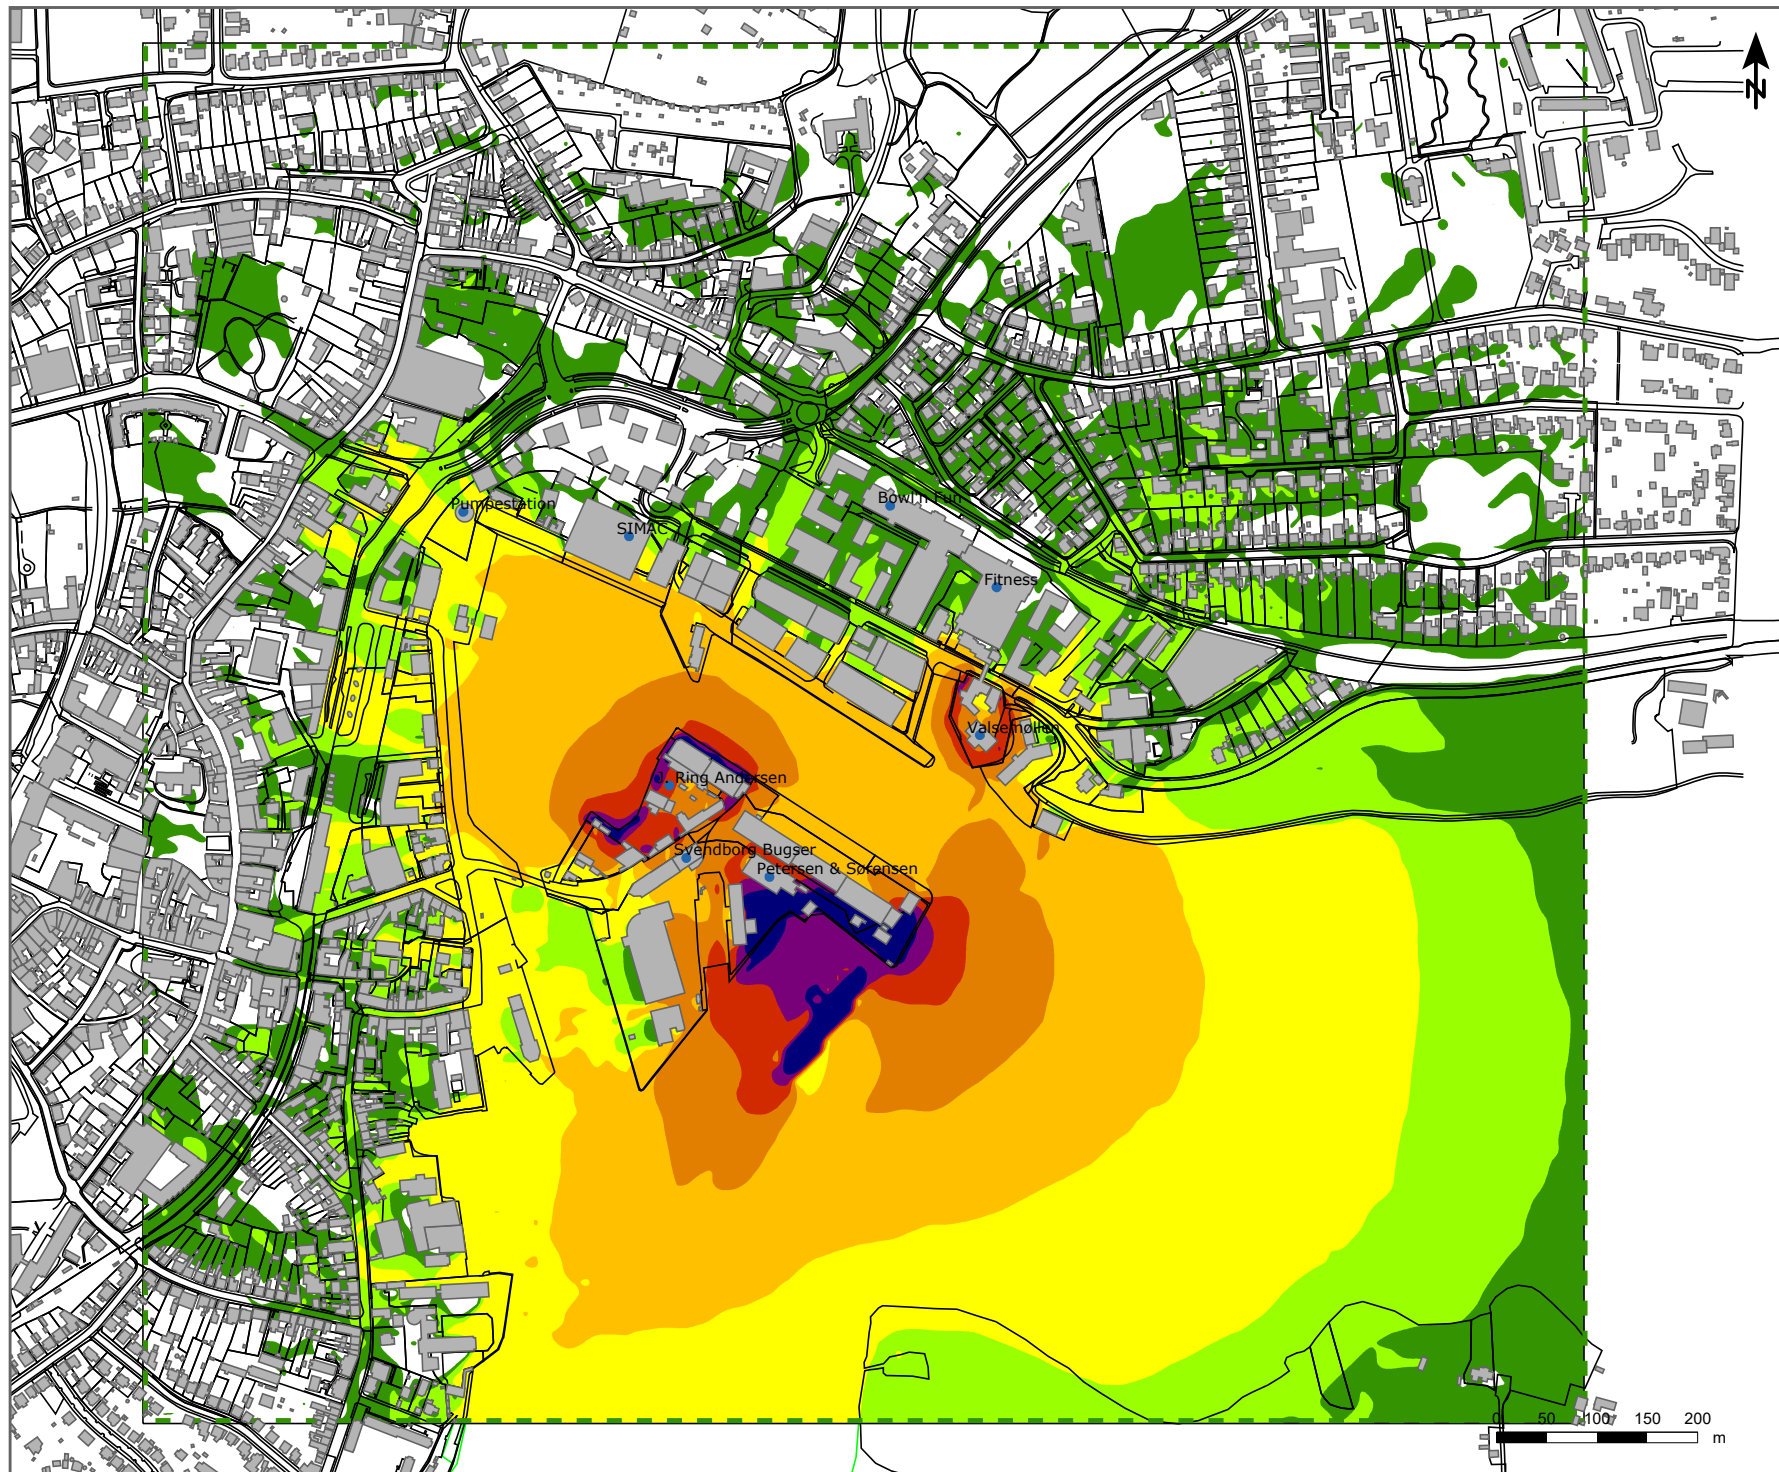 N
Pumpestation
SIMAC
Bowl'n Fun
Fitness
Valsemøllen
J. Ring Andersen
Svendborg Bugser
Petersen & Sørensen
0 50 100 150 200
m